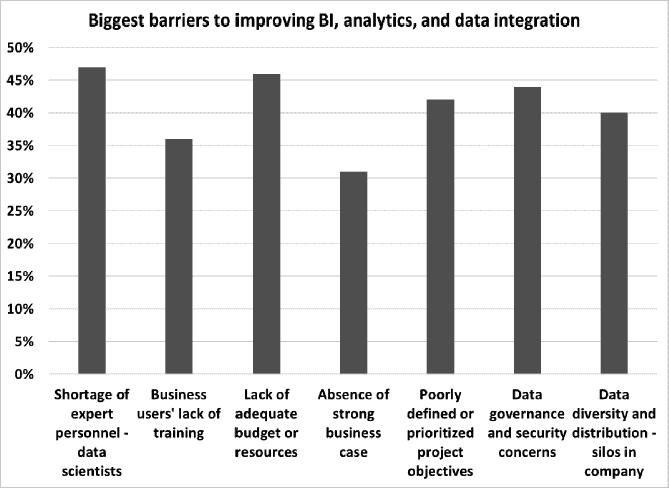 Biggest barriers to improving BI, analytics, and data integration
50%
45%
40%
35%
30%
25%
20%
15%
10%
5%
0%
Shortage of
expert
personnel -
data
scientists
Business
users' lack of
training
Lack of
adequate
budget or
resources
Absence of
strong
business
case
Poorly
defined or
prioritized
project
objectives
Data
governance
and security
concerns
Data
diversity and
distribution -
silos in
company